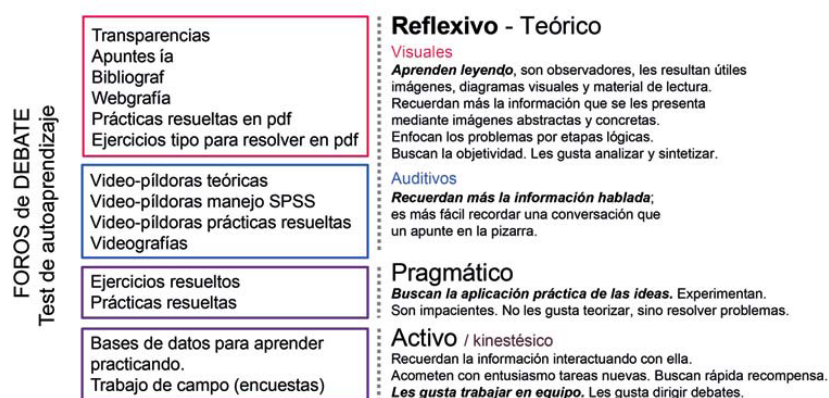 FOROS de DEBATE
Test de autoaprendizaje
Transparencias
Apuntes ía
Bibliograf
Webgrafía
Prácticas resueltas en pdf
Ejercicios tipo para resolver en pdf
Reflexivo - Teórico
Visuales
Aprenden leyendo, son observadores, les resultan útiles
imágenes, diagramas visuales y material de lectura.
Recuerdan más la información que se les presenta
mediante imágenes abstractas y concretas.
Enfocan los problemas por etapas lógicas.
Buscan la objetividad. Les gusta analizar y sintetizar.
Video-píldoras teóricas
Video-píldoras manejo SPSS
Video-píldoras prácticas resueltas
Videografías
Auditivos
Recuerdan más la información hablada;
es más fácil recordar una conversación que
un apunte en la pizarra.
Ejercicios resueltos
Prácticas resueltas
Pragmático
Buscan la aplicación práctica de las ideas. Experimentan.
Son impacientes. No les gusta teorizar, sino resolver problemas.
Bases de datos para aprender
practicando.
Trabajo de campo (encuestas)
Activo / kinestésico
Recuerdan la información interactuando con ella.
Acometen con entusiasmo tareas nuevas. Buscan rápida recompensa.
Les gusta trabajar en equipo. Les gusta dirigir debates.